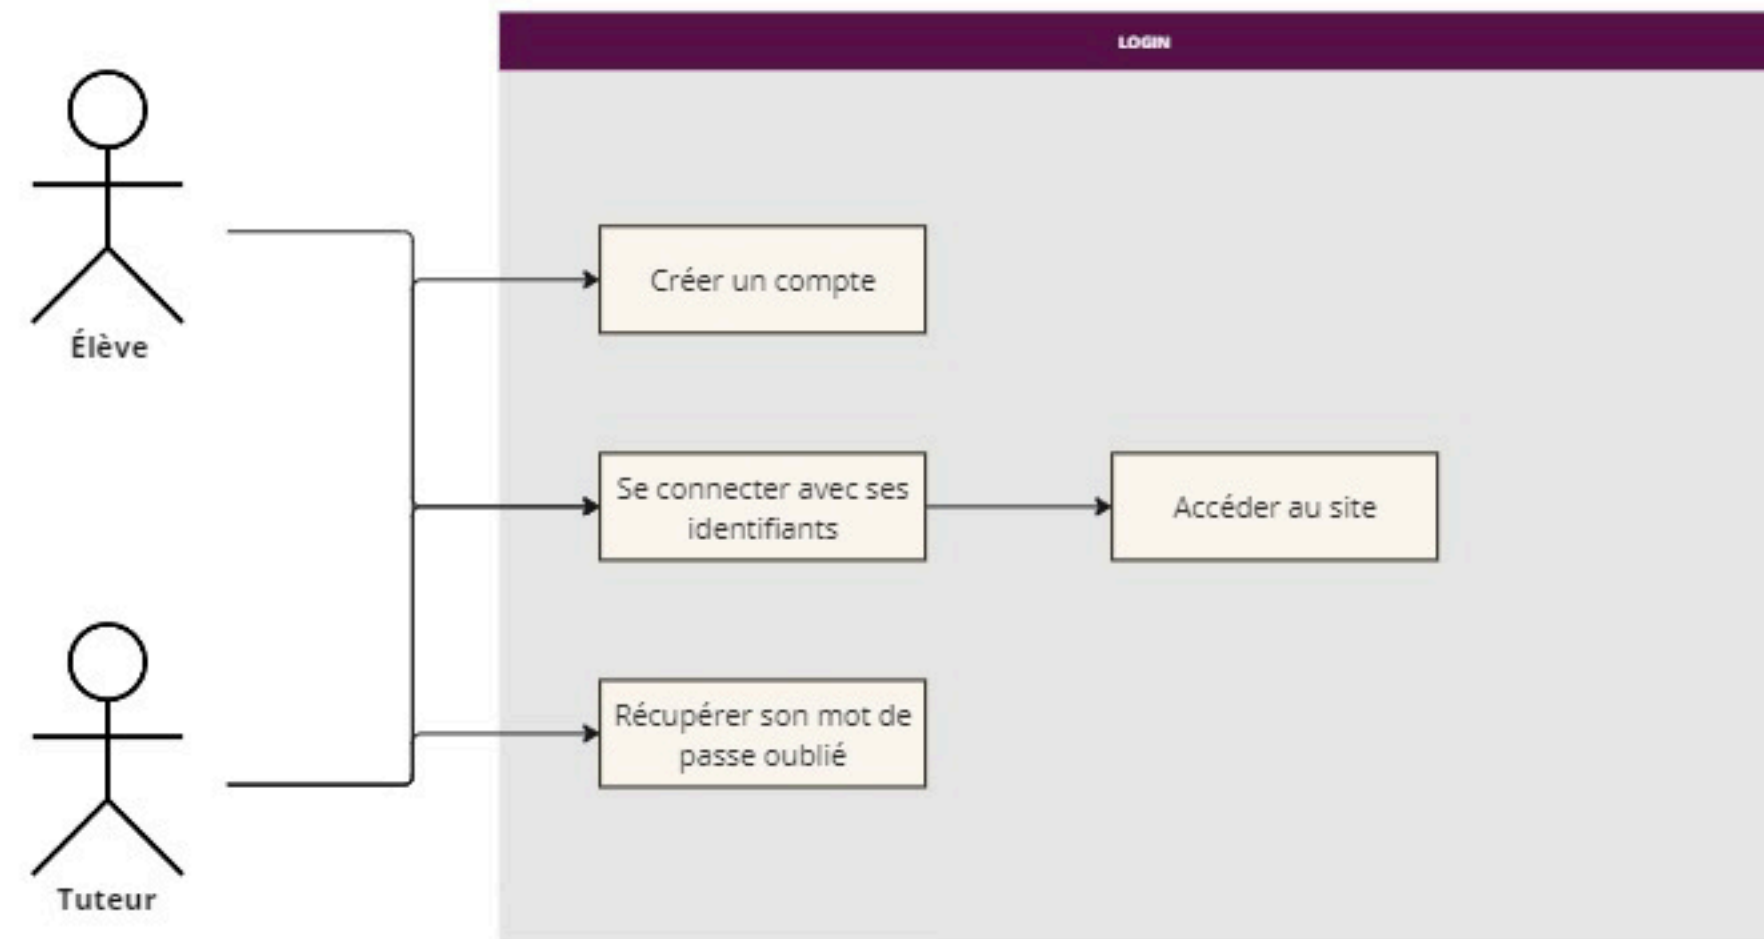 LOGIN
Élève
Créer un compte
Se connecter avec ses
identifiants
Accéder au site
Récupérer son mot de
passe oublié
Tuteur